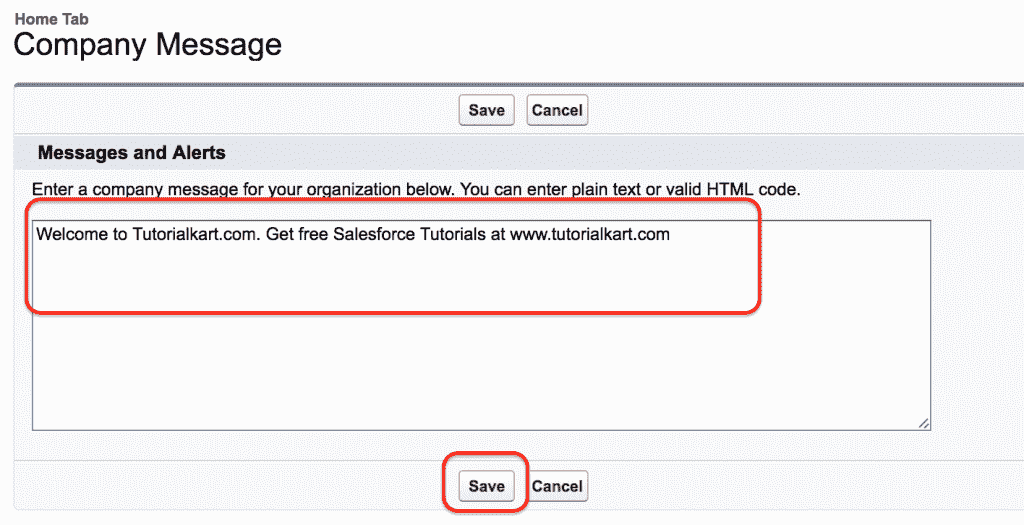 Home Tab
Company Message
Save Cancel
Messages and Alerts
Enter a company message for your organization below. You can enter plain text or valid HTML code.
Welcome to Tutorialkart.com. Get free Salesforce Tutorials at www.tutorialkart.com
Save Cancel